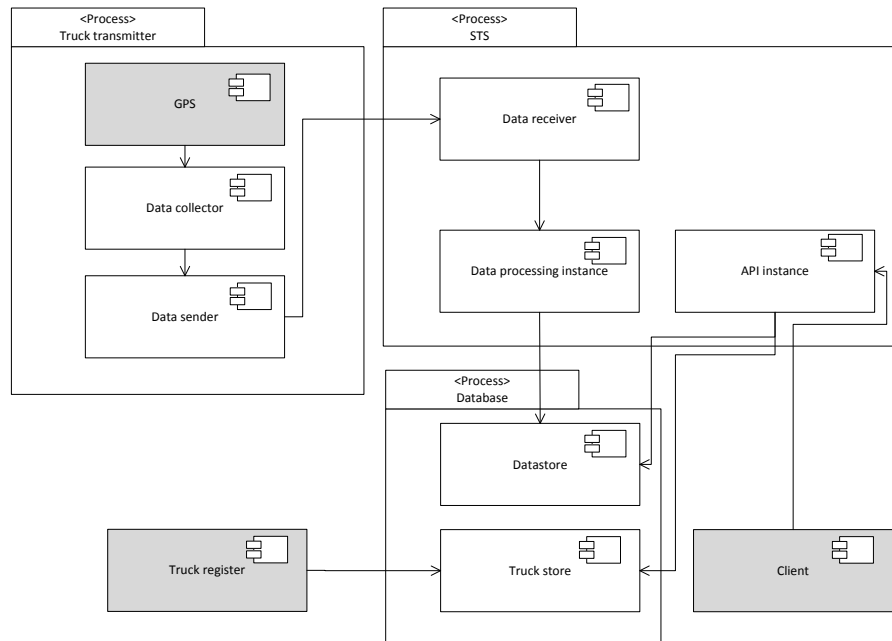 <Process>
Truck transmitter
<Process>
STS
GPS
Data receiver
Data collector
Data processing instance
API instance
Data sender
<Process>
Database
Datastore
Truck register
Truck store
Client